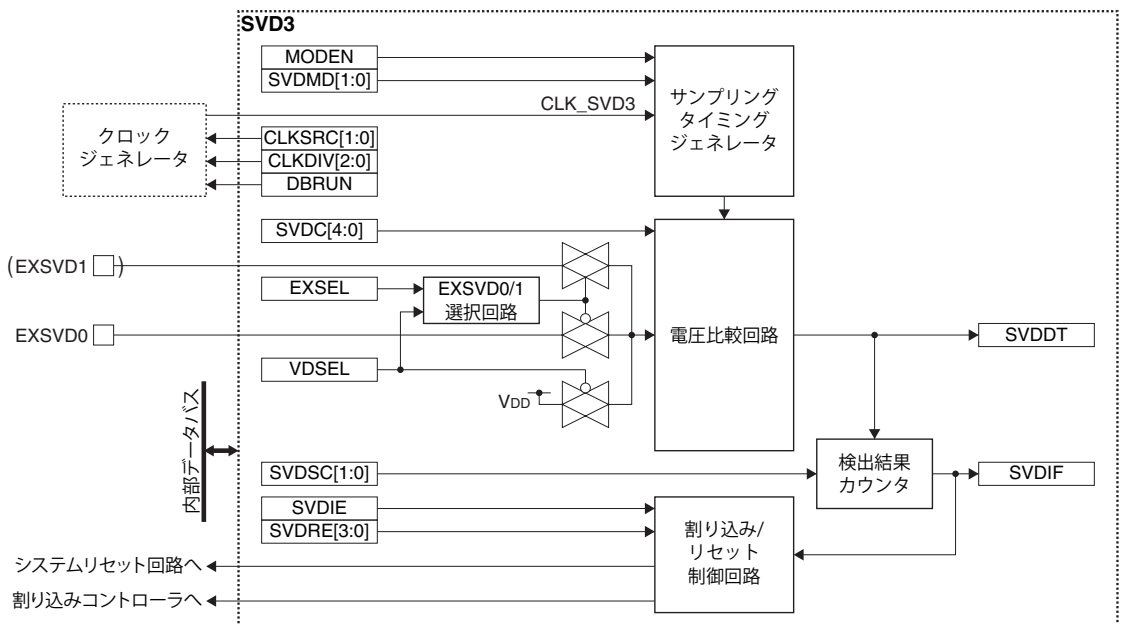 SVD3
MODEN
SVDMD[1:0]
CLK_SVD3
サンプリング
タイミング
ジェネレータ
クロック
ジェネレータ
CLKSRC[1:0]
CLKDIV[2:0]
DBRUN
SVDC[4:0]
(EXSVD1 )
EXSEL
EXSVD0/1
選択回路
EXSVD0
電圧比較回路
SVDDT
VDSEL
VDD
内部データバス
SVDSC[1:0]
検出結果
カウンタ
SVDIF
SVDIE
SVDRE[3:0]
割り込み/
リセット
制御回路
システムリセット回路へ
割り込みコントローラへ